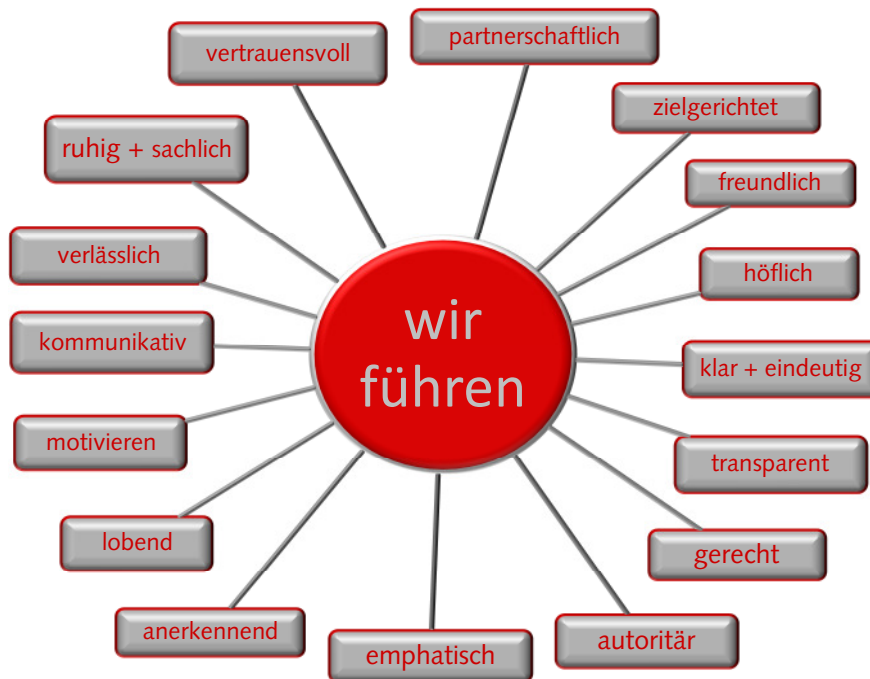 partnerschaftlich
vertrauensvoll
zielgerichtet
ruhig + sachlich
freundlich
verlässlich
höflich
wir
führen
kommunikativ
klar + eindeutig
motivieren
transparent
lobend
gerecht
anerkennend
autoritär
emphatisch